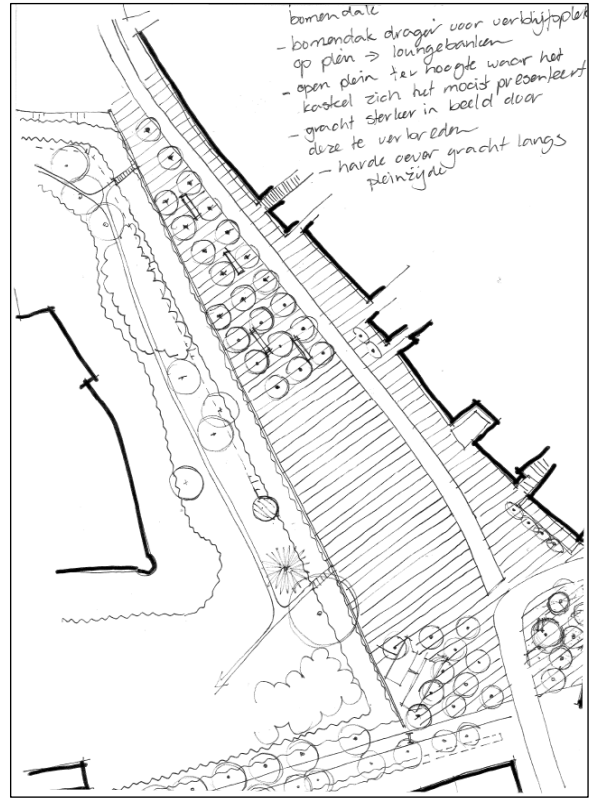 bomendak
- bomendak drager voor verblijfsplek
op plein → loungebanken
- open plein ter hoogte waar het
kasteel zich het mooist presenteert
- gracht sterker in beeld door
deze te verbreden
- harde oever gracht langs
pleinzijde